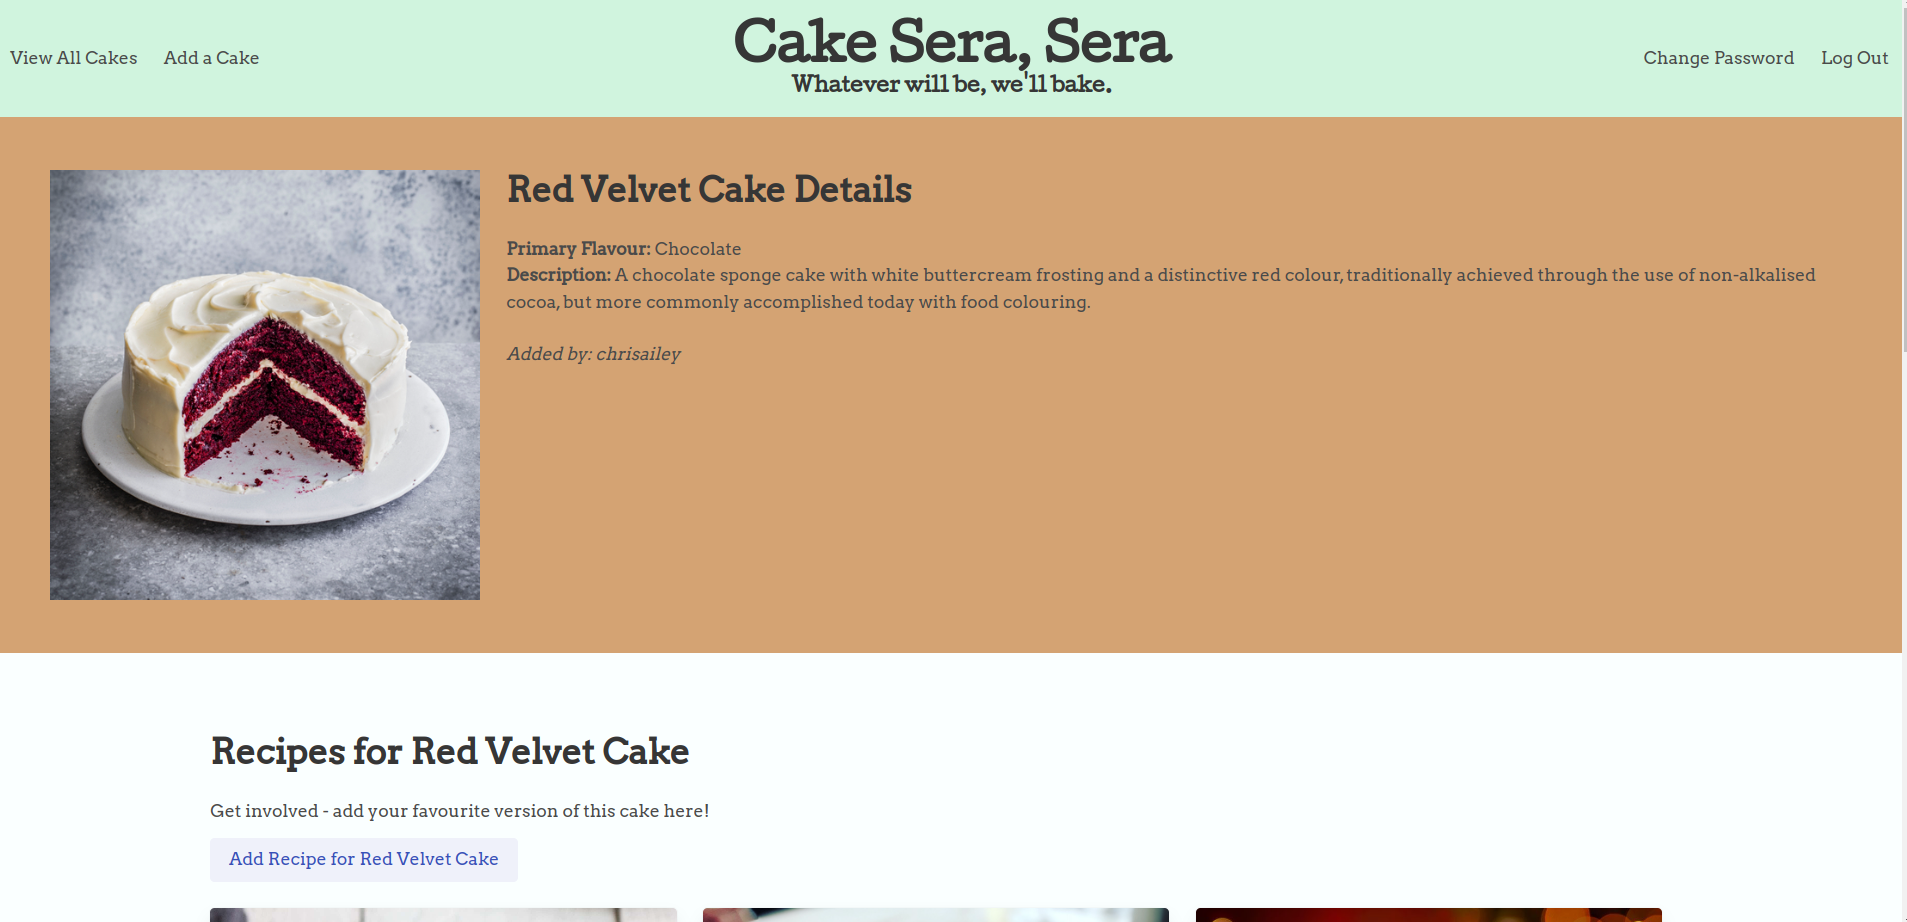 View All Cakes
Add a Cake
Cake Sera, Sera
Whatever will be, we'll bake.
Change Password
Log Out
Red Velvet Cake Details
Primary Flavour: Chocolate
Description: A chocolate sponge cake with white buttercream frosting and a distinctive red colour, traditionally achieved through the use of non-alkalised
cocoa, but more commonly accomplished today with food colouring.
Added by: chrisailey
Recipes for Red Velvet Cake
Get involved - add your favourite version of this cake here!
Add Recipe for Red Velvet Cake